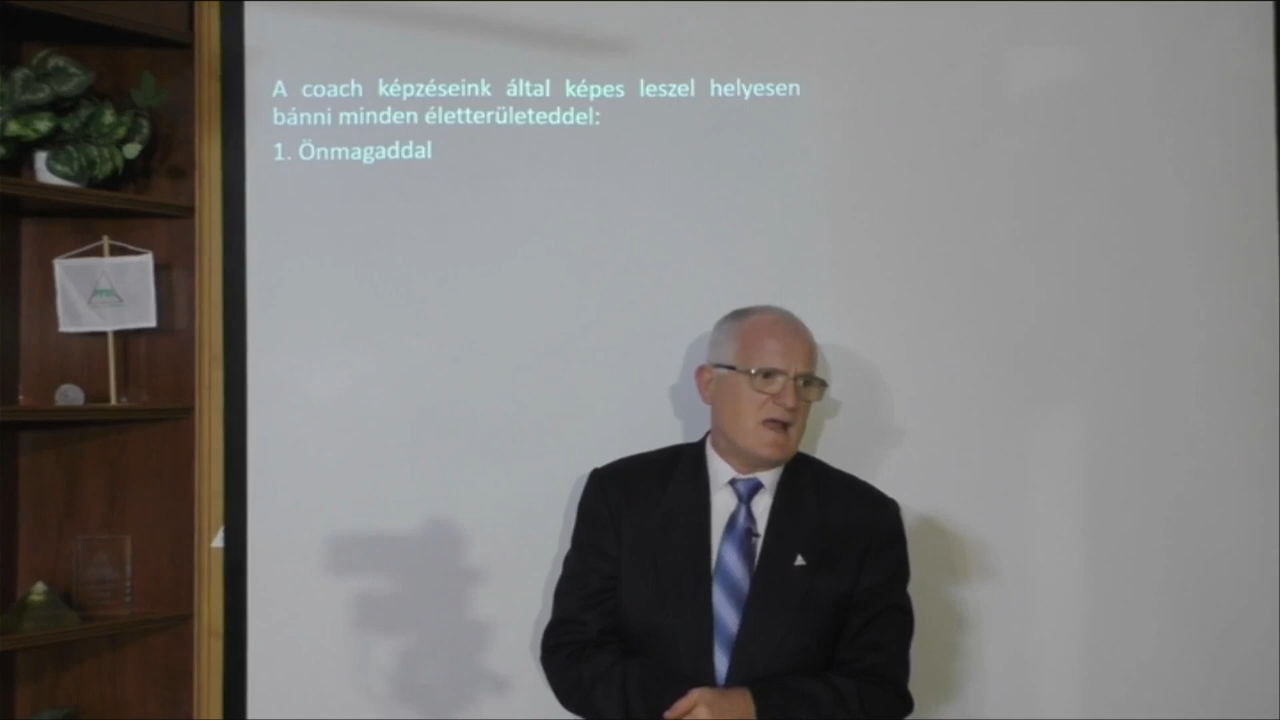 A coach képzéseink által képes leszel helyesen
bánni minden életterületeddel:
1. Önmagaddal